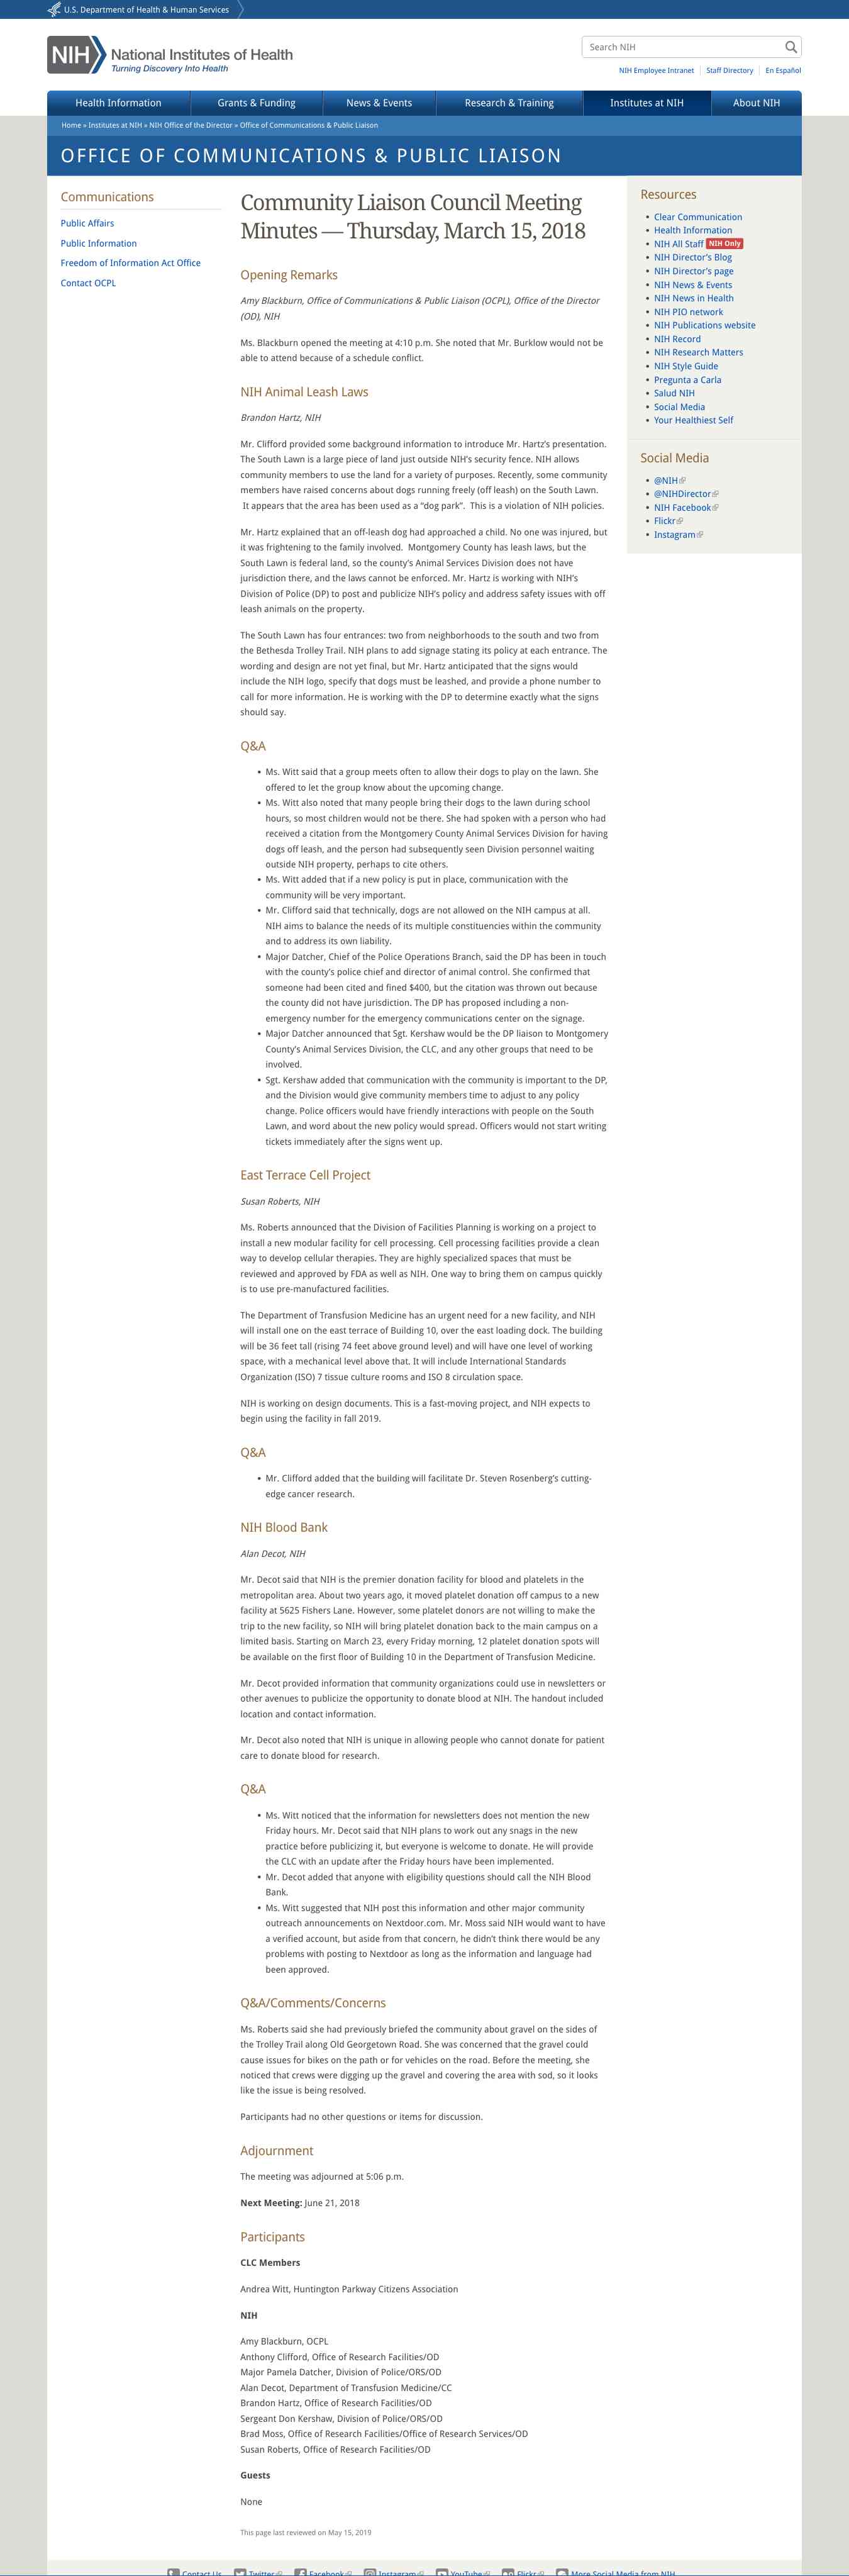 U.S. Department of Health & Human Services
NIH National Institutes of Health
Turning Discovery Into Health
Search NIH
NIH Employee Intranet | Staff Directory | En Español
Health Information Grants & Funding News & Events Research & Training Institutes at NIH About NIH
Home » Institutes at NIH » NIH Office of the Director » Office of Communications & Public Liaison
OFFICE OF COMMUNICATIONS & PUBLIC LIAISON
Communications
Public Affairs
Public Information
Freedom of Information Act Office
Contact OCPL
Community Liaison Council Meeting
Minutes — Thursday, March 15, 2018
Opening Remarks
Amy Blackburn, Office of Communications & Public Liaison (OCPL), Office of the Director
(OD), NIH
Ms. Blackburn opened the meeting at 4:10 p.m. She noted that Mr. Burklow would not be
able to attend because of a schedule conflict.
NIH Animal Leash Laws
Brandon Hartz, NIH
Mr. Clifford provided some background information to introduce Mr. Hartz’s presentation.
The South Lawn is a large piece of land just outside NIH’s security fence. NIH allows
community members to use the land for a variety of purposes. Recently, some community
members have raised concerns about dogs running freely (off leash) on the South Lawn.
It appears that the area has been used as a “dog park”. This is a violation of NIH policies.
Mr. Hartz explained that an off-leash dog had approached a child. No one was injured, but
it was frightening to the family involved. Montgomery County has leash laws, but the
South Lawn is federal land, so the county’s Animal Services Division does not have
jurisdiction there, and the laws cannot be enforced. Mr. Hartz is working with NIH’s
Division of Police (DP) to post and publicize NIH’s policy and address safety issues with off
leash animals on the property.
The South Lawn has four entrances: two from neighborhoods to the south and two from
the Bethesda Trolley Trail. NIH plans to add signage stating its policy at each entrance. The
wording and design are not yet final, but Mr. Hartz anticipated that the signs would
include the NIH logo, specify that dogs must be leashed, and provide a phone number to
call for more information. He is working with the DP to determine exactly what the signs
should say.
Q&A
• Ms. Witt said that a group meets often to allow their dogs to play on the lawn. She
offered to let the group know about the upcoming change.
• Ms. Witt also noted that many people bring their dogs to the lawn during school
hours, so most children would not be there. She had spoken with a person who had
received a citation from the Montgomery County Animal Services Division for having
dogs off leash, and the person had subsequently seen Division personnel waiting
outside NIH property, perhaps to cite others.
• Ms. Witt added that if a new policy is put in place, communication with the
community will be very important.
• Mr. Clifford said that technically, dogs are not allowed on the NIH campus at all.
NIH aims to balance the needs of its multiple constituencies within the community
and to address its own liability.
• Major Datcher, Chief of the Police Operations Branch, said the DP has been in touch
with the county’s police chief and director of animal control. She confirmed that
someone had been cited and fined $400, but the citation was thrown out because
the county did not have jurisdiction. The DP has proposed including a non-
emergency number for the emergency communications center on the signage.
• Major Datcher announced that Sgt. Kershaw would be the DP liaison to Montgomery
County’s Animal Services Division, the CLC, and any other groups that need to be
involved.
• Sgt. Kershaw added that communication with the community is important to the DP,
and the Division would give community members time to adjust to any policy
change. Police officers would have friendly interactions with people on the South
Lawn, and word about the new policy would spread. Officers would not start writing
tickets immediately after the signs went up.
East Terrace Cell Project
Susan Roberts, NIH
Ms. Roberts announced that the Division of Facilities Planning is working on a project to
install a new modular facility for cell processing. Cell processing facilities provide a clean
way to develop cellular therapies. They are highly specialized spaces that must be
reviewed and approved by FDA as well as NIH. One way to bring them on campus quickly
is to use pre-manufactured facilities.
The Department of Transfusion Medicine has an urgent need for a new facility, and NIH
will install one on the east terrace of Building 10, over the east loading dock. The building
will be 36 feet tall (rising 74 feet above ground level) and will have one level of working
space, with a mechanical level above that. It will include International Standards
Organization (ISO) 7 tissue culture rooms and ISO 8 circulation space.
NIH is working on design documents. This is a fast-moving project, and NIH expects to
begin using the facility in fall 2019.
Q&A
• Mr. Clifford added that the building will facilitate Dr. Steven Rosenberg’s cutting-
edge cancer research.
NIH Blood Bank
Alan Decot, NIH
Mr. Decot said that NIH is the premier donation facility for blood and platelets in the
metropolitan area. About two years ago, it moved platelet donation off campus to a new
facility at 5625 Fishers Lane. However, some platelet donors are not willing to make the
trip to the new facility, so NIH will bring platelet donation back to the main campus on a
limited basis. Starting on March 23, every Friday morning, 12 platelet donation spots will
be available on the first floor of Building 10 in the Department of Transfusion Medicine.
Mr. Decot provided information that community organizations could use in newsletters or
other avenues to publicize the opportunity to donate blood at NIH. The handout included
location and contact information.
Mr. Decot also noted that NIH is unique in allowing people who cannot donate for patient
care to donate blood for research.
Q&A
• Ms. Witt noticed that the information for newsletters does not mention the new
Friday hours. Mr. Decot said that NIH plans to work out any snags in the new
practice before publicizing it, but everyone is welcome to donate. He will provide
the CLC with an update after the Friday hours have been implemented.
• Mr. Decot added that anyone with eligibility questions should call the NIH Blood
Bank.
• Ms. Witt suggested that NIH post this information and other major community
outreach announcements on Nextdoor.com. Mr. Moss said NIH would want to have
a verified account, but aside from that concern, he didn’t think there would be any
problems with posting to Nextdoor as long as the information and language had
been approved.
Q&A/Comments/Concerns
Ms. Roberts said she had previously briefed the community about gravel on the sides of
the Trolley Trail along Old Georgetown Road. She was concerned that the gravel could
cause issues for bikes on the path or for vehicles on the road. Before the meeting, she
noticed that crews were digging up the gravel and covering the area with sod, so it looks
like the issue is being resolved.
Participants had no other questions or items for discussion.
Adjournment
The meeting was adjourned at 5:06 p.m.
Next Meeting: June 21, 2018
Participants
CLC Members
Andrea Witt, Huntington Parkway Citizens Association
NIH
Amy Blackburn, OCPL
Anthony Clifford, Office of Research Facilities/OD
Major Pamela Datcher, Division of Police/ORS/OD
Alan Decot, Department of Transfusion Medicine/CC
Brandon Hartz, Office of Research Facilities/OD
Sergeant Don Kershaw, Division of Police/ORS/OD
Brad Moss, Office of Research Facilities/Office of Research Services/OD
Susan Roberts, Office of Research Facilities/OD
Guests
None
This page last reviewed on May 15, 2019
Resources
• Clear Communication
• Health Information
• NIH All Staff NIH Only
• NIH Director’s Blog
• NIH Director’s page
• NIH News & Events
• NIH News in Health
• NIH PIO network
• NIH Publications website
• NIH Record
• NIH Research Matters
• NIH Style Guide
• Pregunta a Carla
• Salud NIH
• Social Media
• Your Healthiest Self
Social Media
• @NIH
• @NIHDirector
• NIH Facebook
• Flickr
• Instagram
Contact Us Twitter Facebook Instagram YouTube Flickr More Social Media from NIH